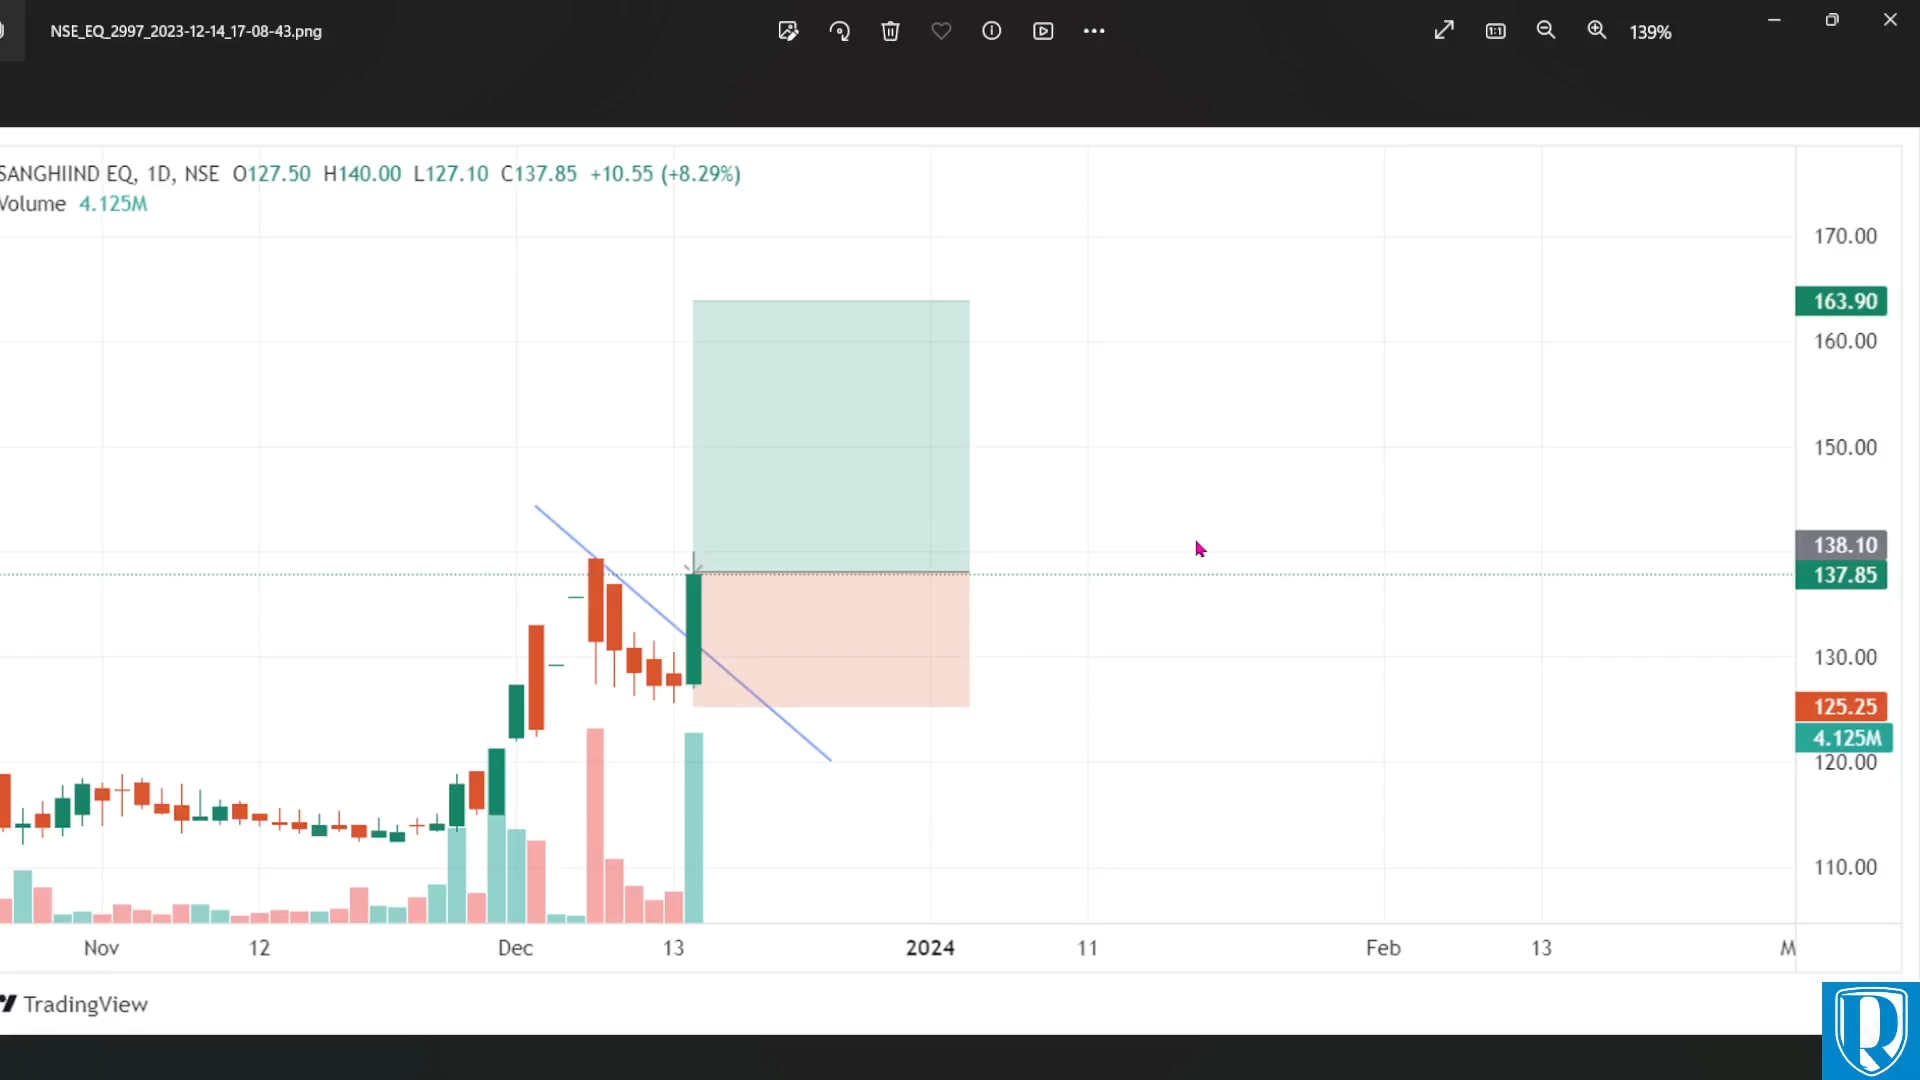 NSE_EQ_2997_2023-12-14_17-08-43.png
139%
SANGHIIND EQ, 1D, NSE O127.50 H140.00 L127.10 C137.85 +10.55 (+8.29%)
Volume 4.125M
170.00
163.90
160.00
150.00
138.10
137.85
130.00
125.25
4.125M
120.00
110.00
Nov 12 Dec 13 2024 11 Feb 13 M
TradingView